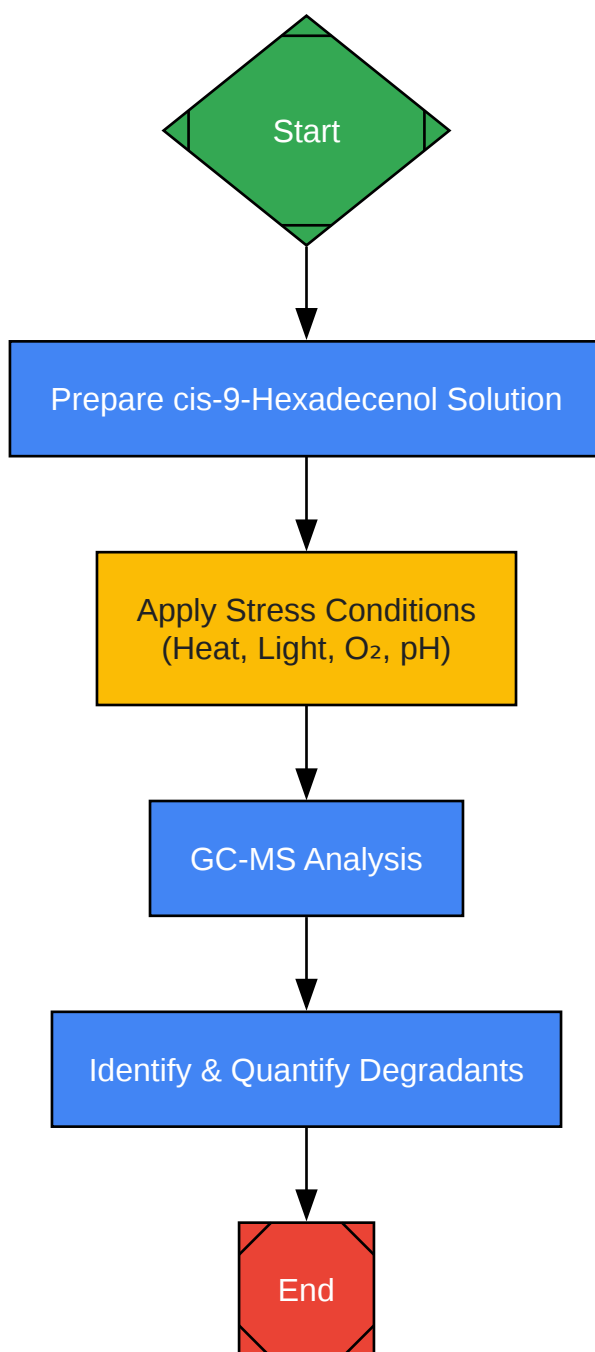 Start
Prepare cis-9-Hexadecenol Solution
Apply Stress Conditions
(Heat, Light, O₂, pH)
GC-MS Analysis
Identify & Quantify Degradants
End